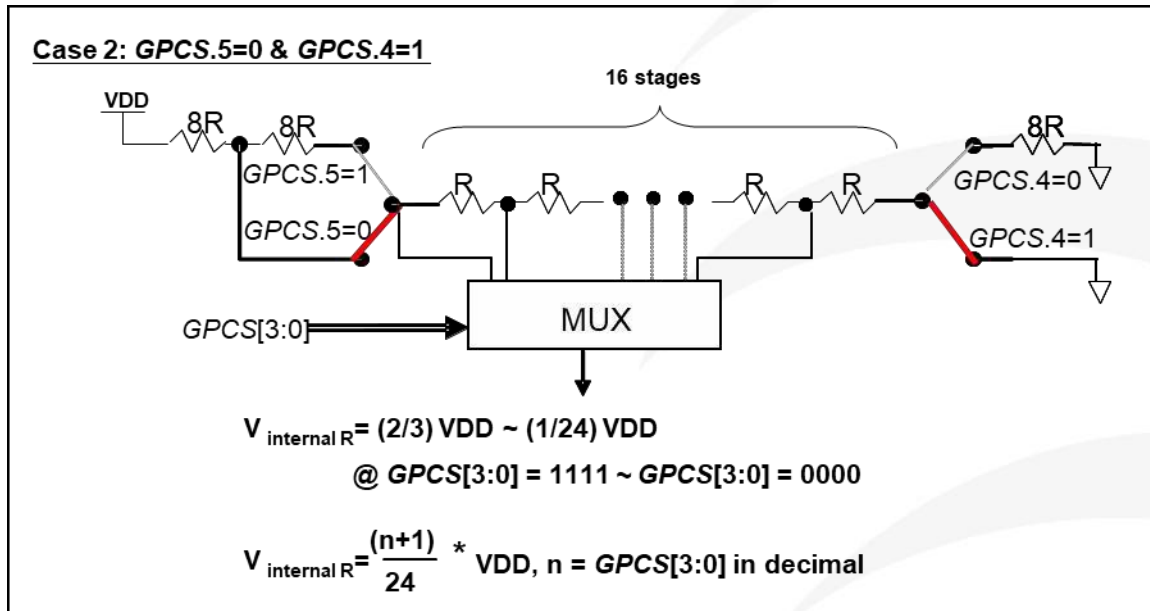 Case 2: GPCS.5=0 & GPCS.4=1
16 stages
VDD
8R
8R
8R
GPCS.5=1
R
R
R
R
GPCS.4=0
GPCS.5=0
GPCS.4=1
MUX
GPCS[3:0]
V internal R = (2/3) VDD ~ (1/24) VDD
@ GPCS[3:0] = 1111 ~ GPCS[3:0] = 0000
V internal R = (n+1)/24 * VDD, n = GPCS[3:0] in decimal